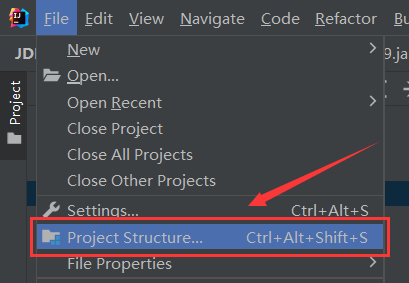 File Edit View Navigate Code Refactor
JD 9.ja
New
Open...
Open Recent
Close Project
Close All Projects
Close Other Projects
Settings... Ctrl+Alt+S
Project Structure... Ctrl+Alt+Shift+S
File Properties
Project